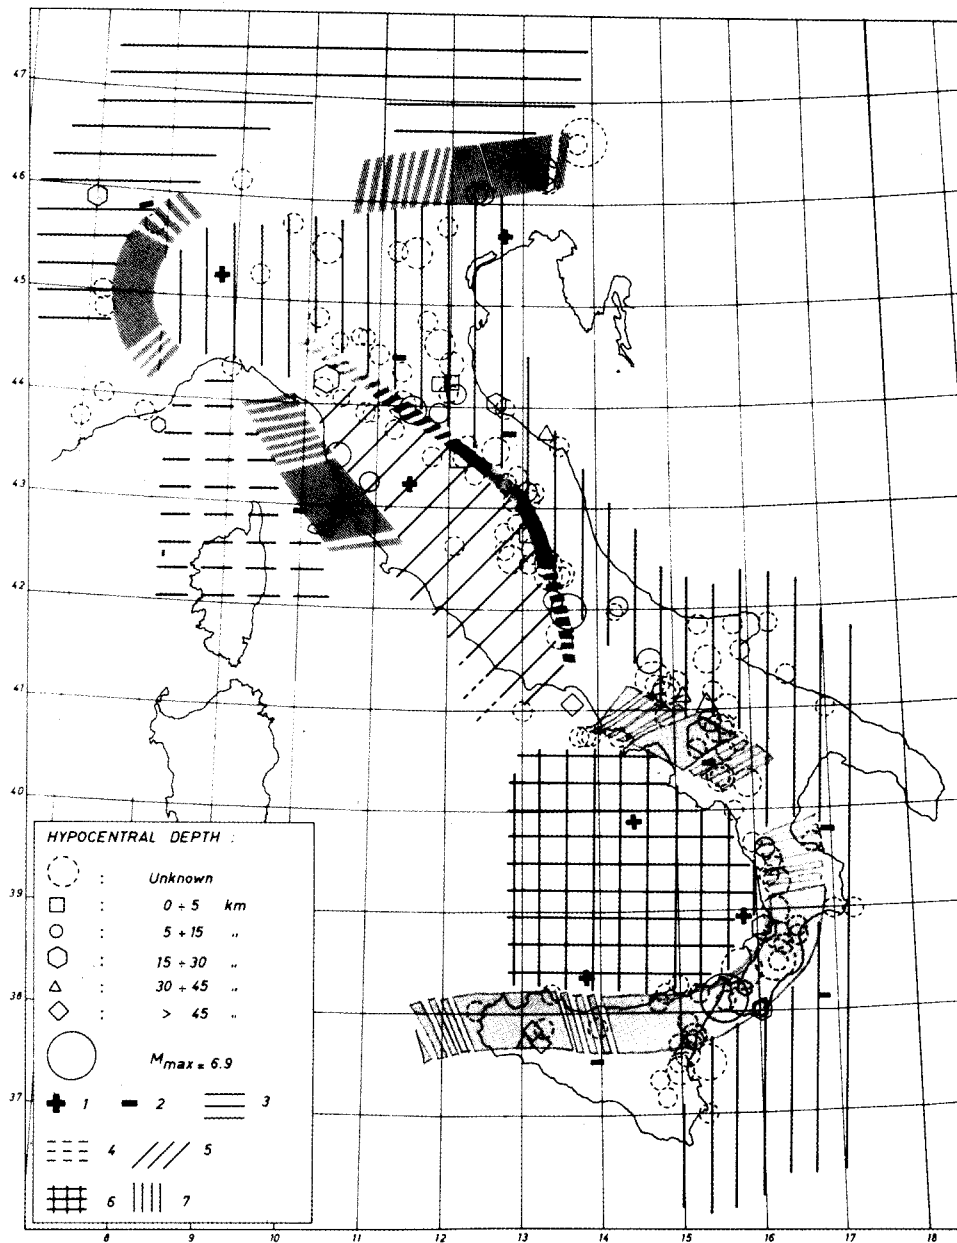 47
46
45
44
43
42
41
40
39
38
37
HYPOCENTRAL DEPTH :
: Unknown
: 0 ÷ 5 km
: 5 ÷ 15 "
: 15 ÷ 30 "
: 30 ÷ 45 "
: > 45 "
Mmax = 6.9
1 2 3
4 5
6 7
8 9 10 11 12 13 14 15 16 17 18